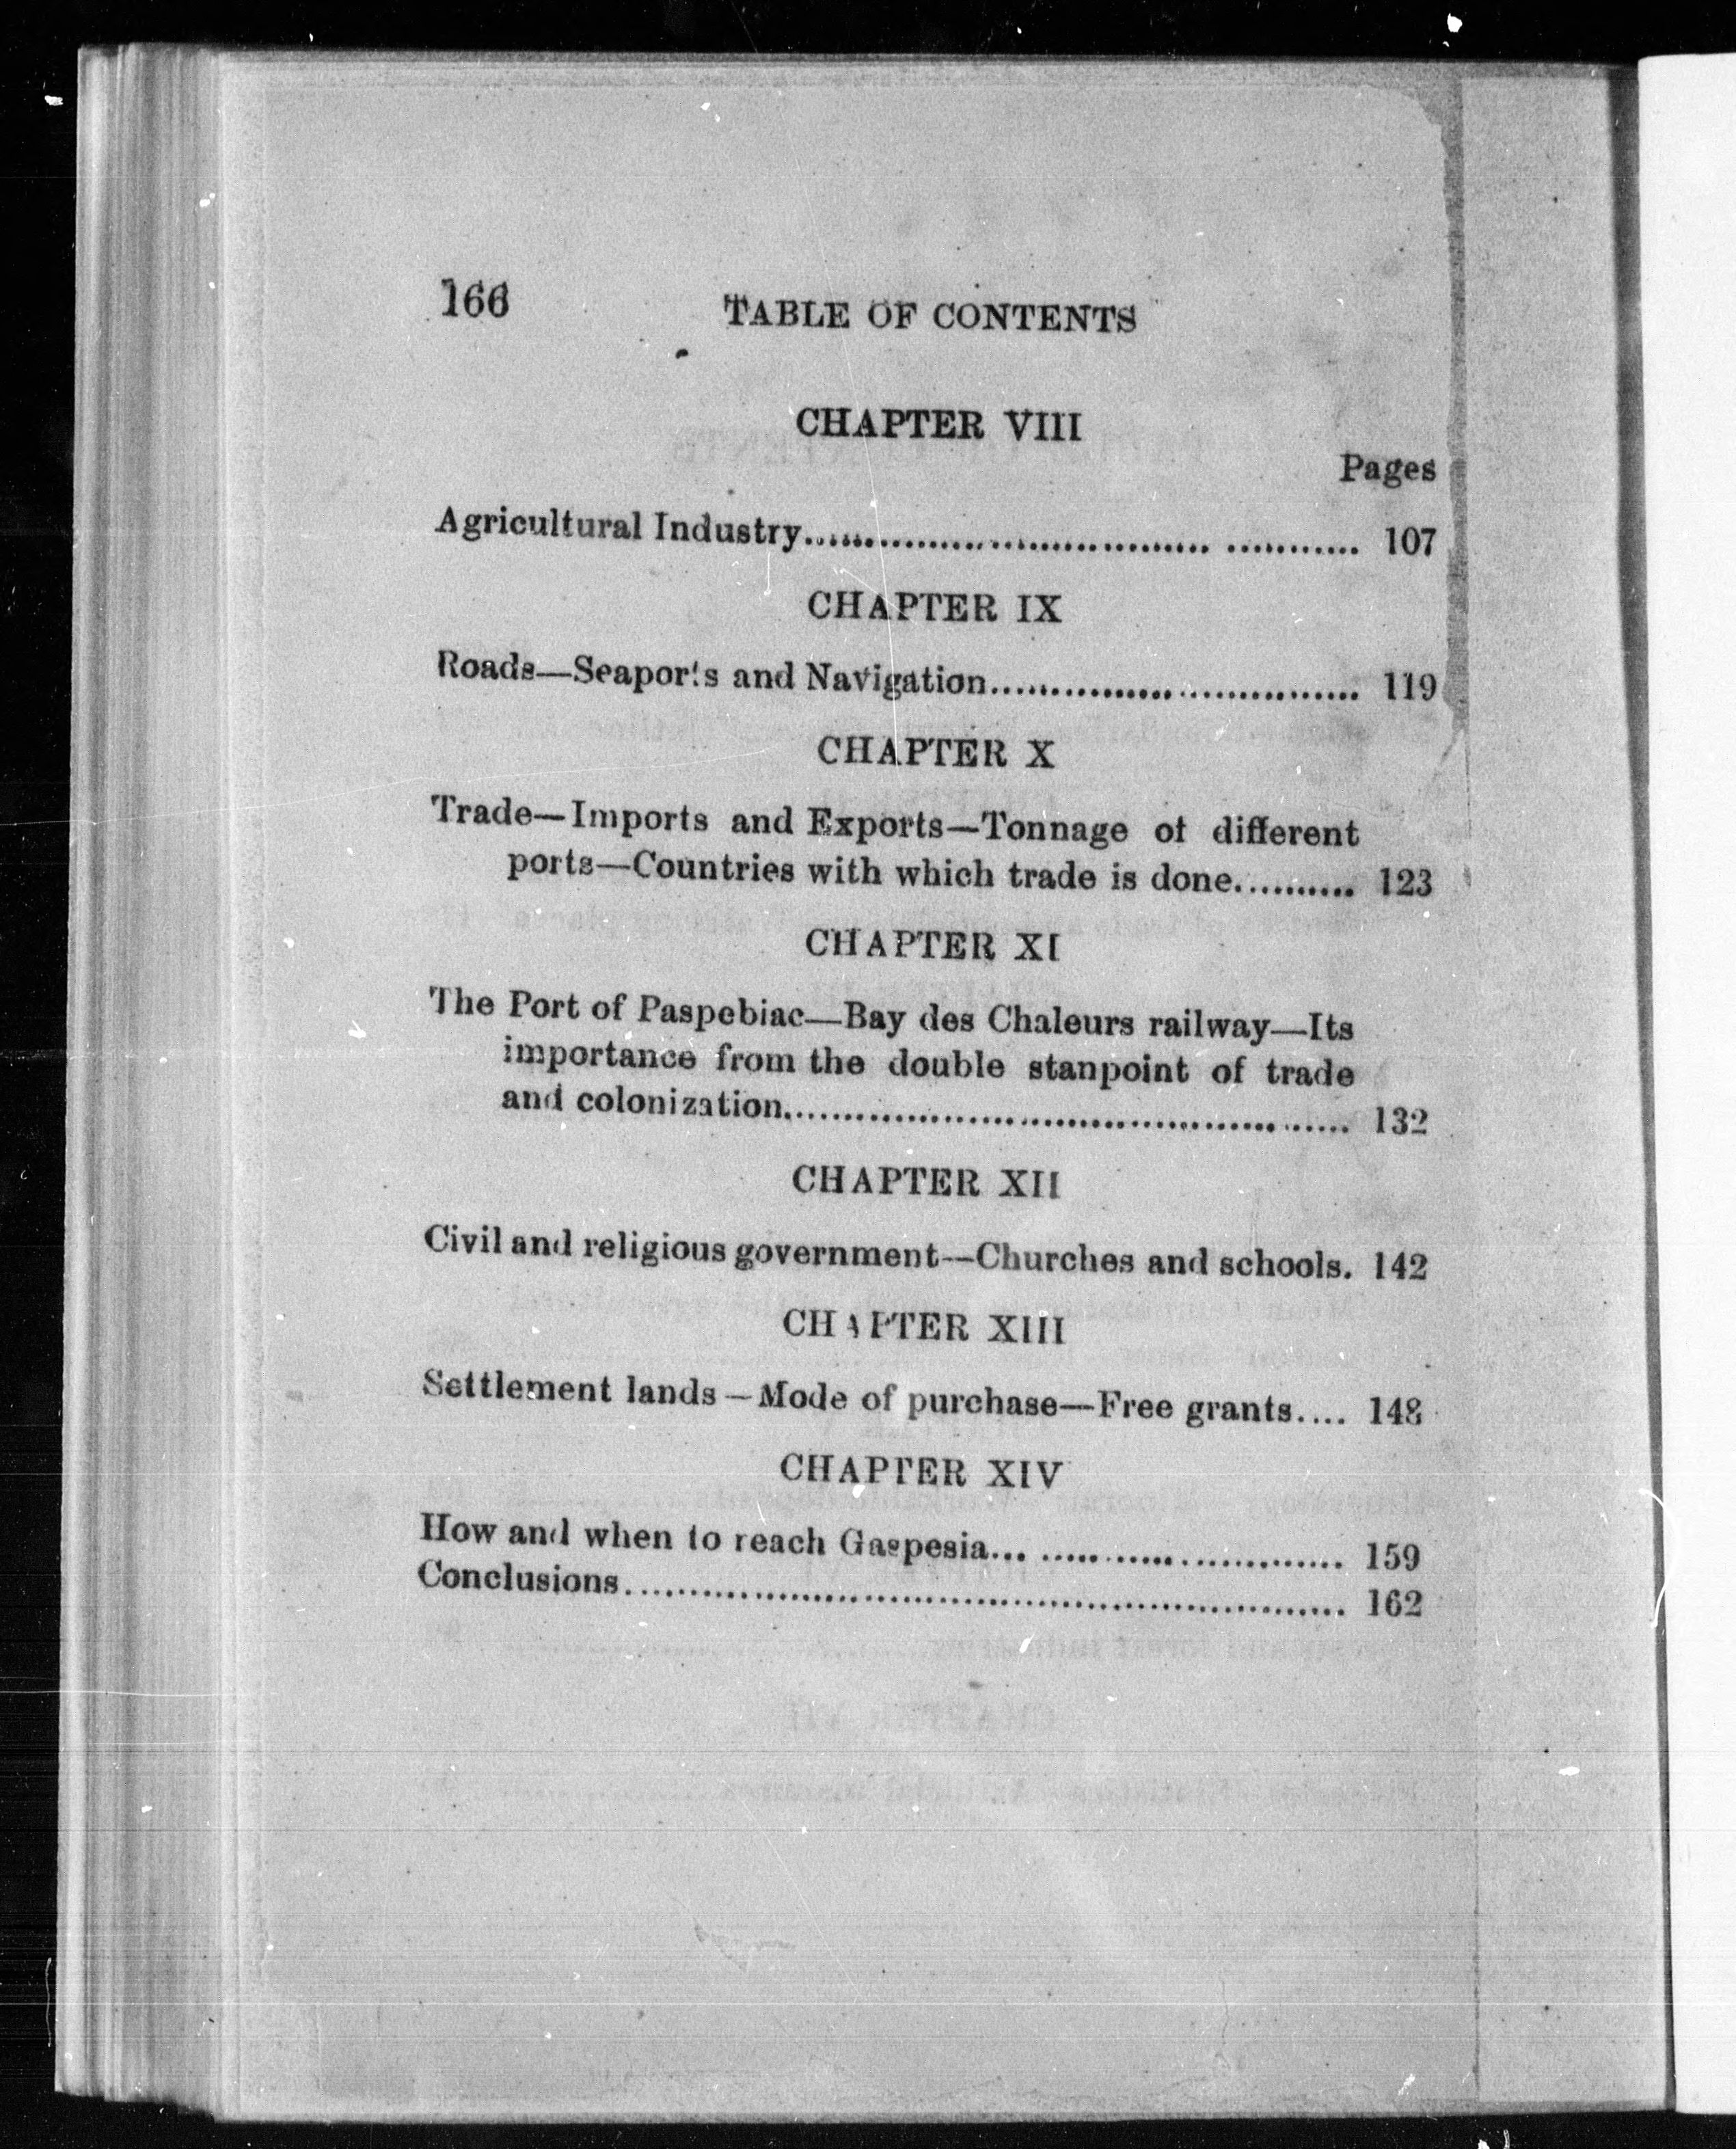 166 TABLE OF CONTENTS
CHAPTER VIII
Pages
Agricultural Industry.................................................. 107
CHAPTER IX
Roads—Seaports and Navigation................................ 119
CHAPTER X
Trade—Imports and Exports—Tonnage of different
ports—Countries with which trade is done.......... 123
CHAPTER XI
The Port of Paspebiac—Bay des Chaleurs railway—Its
importance from the double stanpoint of trade
and colonization.................................................. 132
CHAPTER XII
Civil and religious government—Churches and schools. 142
CHAPTER XIII
Settlement lands—Mode of purchase—Free grants.... 148
CHAPTER XIV
How and when to reach Gaspesia... ........................... 159
Conclusions............................................................... 162